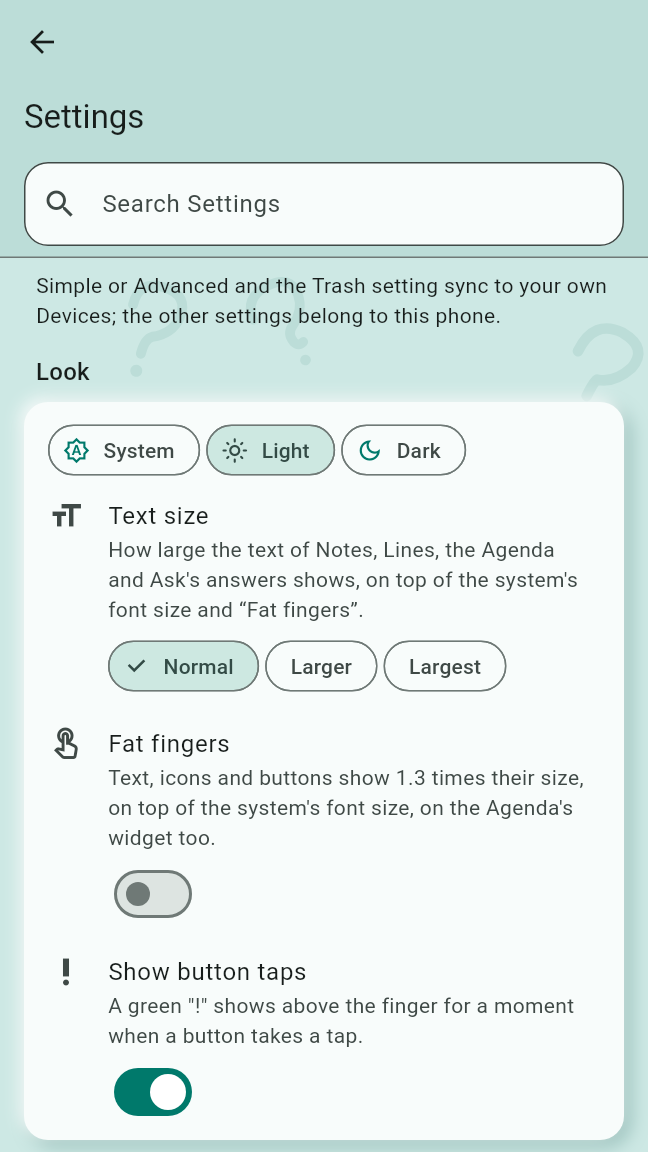 Settings
Search Settings
Simple or Advanced and the Trash setting sync to your own
Devices; the other settings belong to this phone.
Look
System
Light
Dark
Text size
How large the text of Notes, Lines, the Agenda
and Ask's answers shows, on top of the system's
font size and “Fat fingers”.
Normal
Larger
Largest
Fat fingers
Text, icons and buttons show 1.3 times their size,
on top of the system's font size, on the Agenda's
widget too.
Show button taps
A green "!" shows above the finger for a moment
when a button takes a tap.